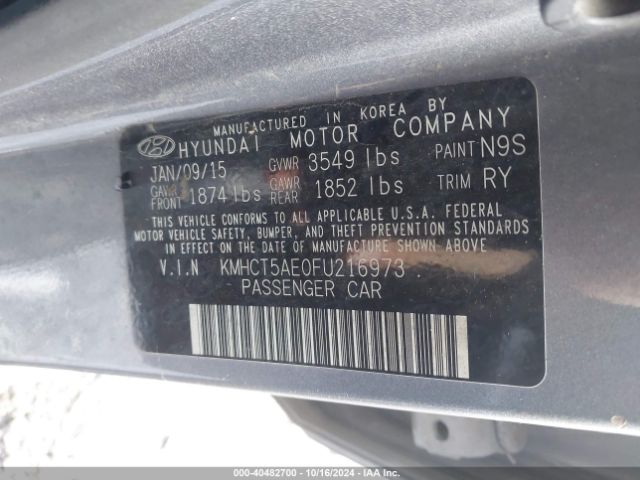 MANUFACTURED IN KOREA BY
HYUNDAI MOTOR COMPANY
JAN/09/15 GVWR 3549 lbs PAINT N9S
GAWR FRONT 1874 lbs GAWR REAR 1852 lbs TRIM RY
THIS VEHICLE CONFORMS TO ALL APPLICABLE U.S.A. FEDERAL
MOTOR VEHICLE SAFETY, BUMPER, AND THEFT PREVENTION STANDARDS
IN EFFECT ON THE DATE OF MANUFACTURE SHOWN ABOVE
V.I.N KMHCT5AE0FU216973
PASSENGER CAR
000-40482700 - 10/16/2024 - IAAI.COM